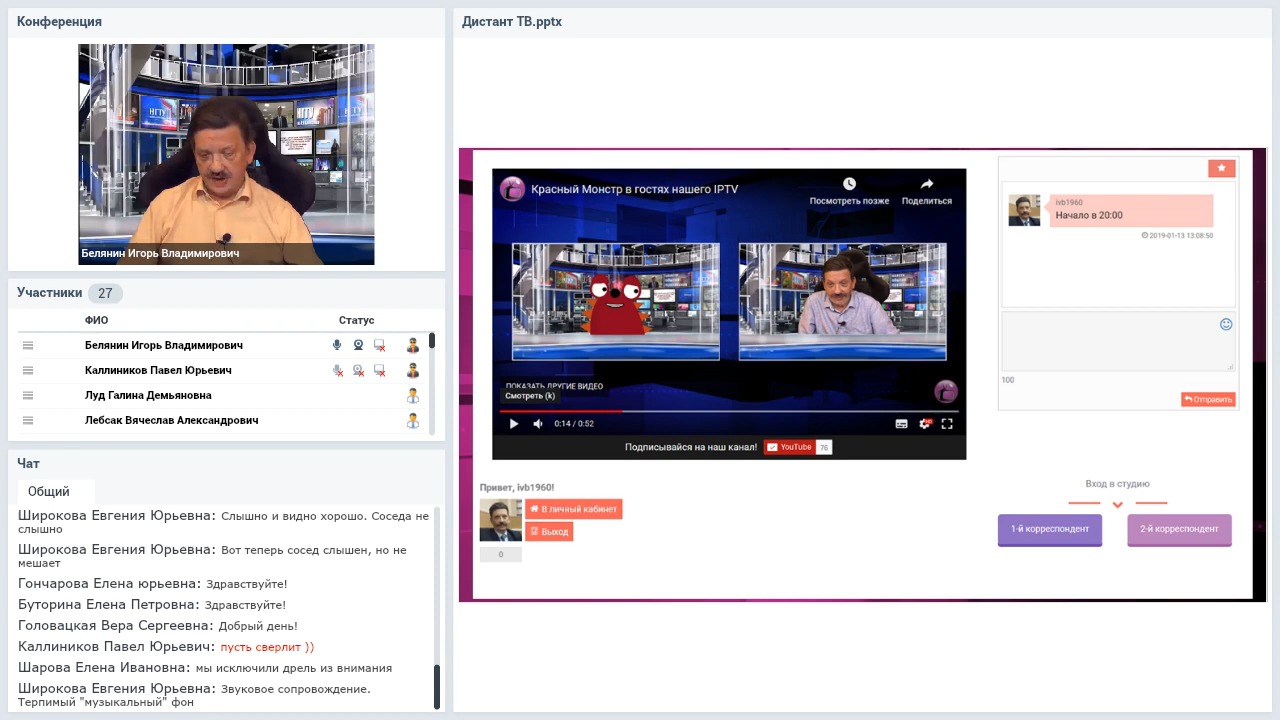 Конференция
НГТУ
Белянин Игорь Владимирович
Участники 27
ФИО Статус
Белянин Игорь Владимирович
Каллиников Павел Юрьевич
Луд Галина Демьяновна
Лебсак Вячеслав Александрович
Чат
Общий
Широкова Евгения Юрьевна: Слышно и видно хорошо. Соседа не
слышно
Широкова Евгения Юрьевна: Вот теперь сосед слышен, но не
мешает
Гончарова Елена юрьевна: Здравствуйте!
Буторина Елена Петровна: Здравствуйте!
Головацкая Вера Сергеевна: Добрый день!
Каллиников Павел Юрьевич: пусть сверлит ))
Шарова Елена Ивановна: мы исключили дрель из внимания
Широкова Евгения Юрьевна: Звуковое сопровождение.
Терпимый "музыкальный" фон
Дистант ТВ.pptx
Красный Монстр в гостях нашего IPTV
Посмотреть позже
Поделиться
ПОКАЗАТЬ ДРУГИЕ ВИДЕО
Смотреть (k)
0:14 / 0:52
HD
Подписывайся на наш канал! YouTube 76
Привет, ivb1960!
В личный кабинет
Выход
0
ivb1960
Начало в 20:00
2019-01-13 13:08:50
100
Отправить
Вход в студию
1-й корреспондент
2-й корреспондент